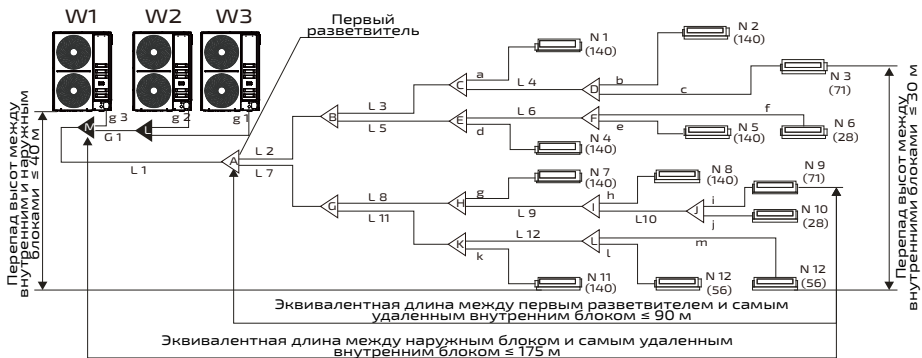 W1 W2 W3
Первый
разветвитель
N 1
(140)
N 2
(140)
N 3
(71)
a
b
c
C
D
L 4
L 3
B
L 5
E
d
L 6
F
e
f
N 4
(140)
N 5
(140)
N 6
(28)
g 3
g 2
g 1
M
L
G 1
L 1
A
L 2
L 7
G
L 8
L 11
H
g
N 7
(140)
L 9
I
h
N 8
(140)
L10
J
i
j
N 9
(71)
N 10
(28)
K
k
L 12
L
l
m
N 11
(140)
N 12
(56)
N 12
(56)
Перепад высот между
внутренним и наружным
блоками ≤ 40 м
Перепад высот между
внутренними блоками ≤ 30 м
Эквивалентная длина между первым разветвителем и самым
удаленным внутренним блоком ≤ 90 м
Эквивалентная длина между наружным блоком и самым удаленным
внутренним блоком ≤ 175 м